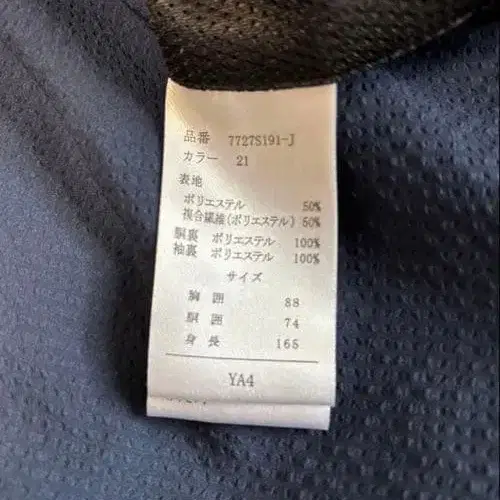 品番 7727S191-J
カラー 21
表地
ポリエステル 50%
複合繊維(ポリエステル) 50%
胴裏 ポリエステル 100%
袖裏 ポリエステル 100%
サイズ
胸囲 88
胴囲 74
身長 165
YA4